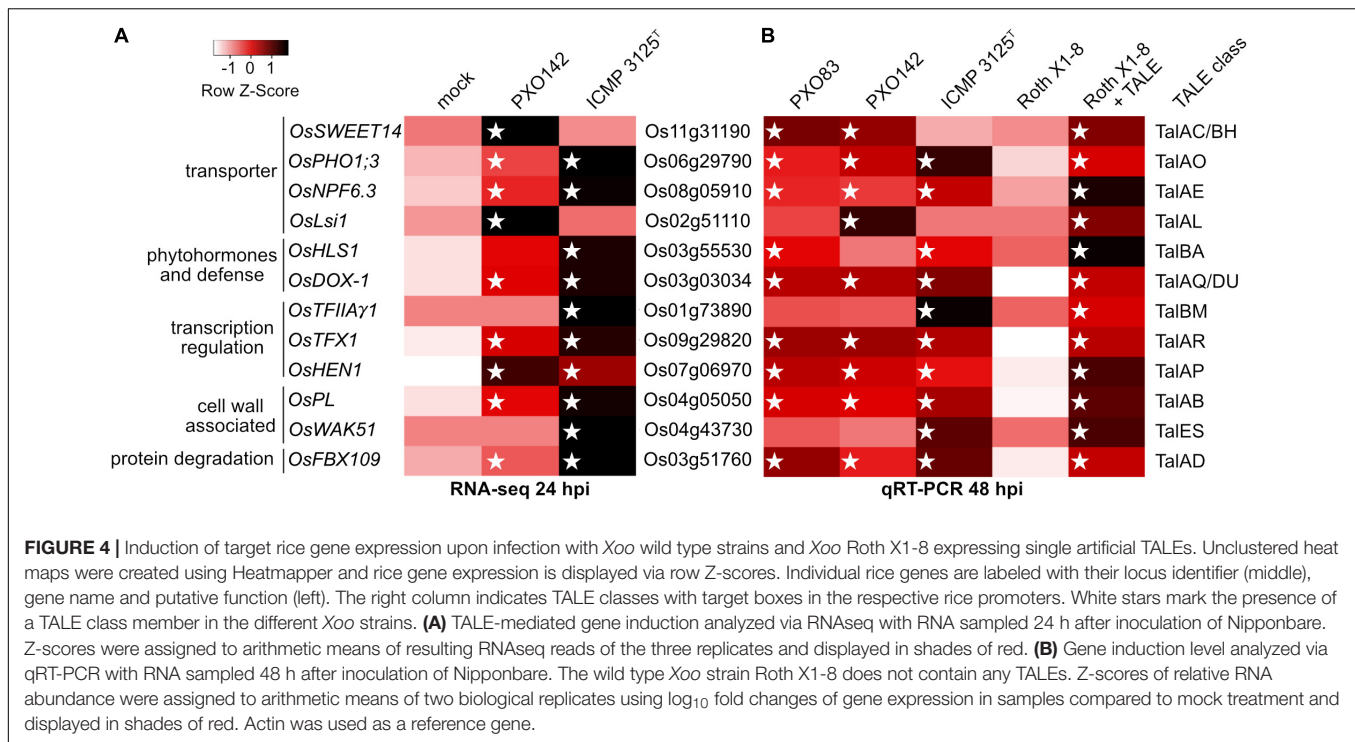 A
B
-1 0 1
Row Z-Score
mock
PXO142
ICMP 3125ᵀ
PXO83
PXO142
ICMP 3125ᵀ
Roth X1-8
Roth X1-8
+ TALE
TALE class
transporter
OsSWEET14 Os11g31190 TalAC/BH
OsPHO1;3 Os06g29790 TalAO
OsNPF6.3 Os08g05910 TalAE
OsLsi1 Os02g51110 TalAL
phytohormones
and defense
OsHLS1 Os03g55530 TalBA
OsDOX-1 Os03g03034 TalAQ/DU
transcription
regulation
OsTFIIAγ1 Os01g73890 TalBM
OsTFX1 Os09g29820 TalAR
OsHEN1 Os07g06970 TalAP
cell wall
associated
OsPL Os04g05050 TalAB
OsWAK51 Os04g43730 TalES
protein degradation
OsFBX109 Os03g51760 TalAD
RNA-seq 24 hpi
qRT-PCR 48 hpi
FIGURE 4 | Induction of target rice gene expression upon infection with Xoo wild type strains and Xoo Roth X1-8 expressing single artificial TALEs. Unclustered heat
maps were created using Heatmapper and rice gene expression is displayed via row Z-scores. Individual rice genes are labeled with their locus identifier (middle),
gene name and putative function (left). The right column indicates TALE classes with target boxes in the respective rice promoters. White stars mark the presence of
a TALE class member in the different Xoo strains. (A) TALE-mediated gene induction analyzed via RNAseq with RNA sampled 24 h after inoculation of Nipponbare.
Z-scores were assigned to arithmetic means of resulting RNAseq reads of the three replicates and displayed in shades of red. (B) Gene induction level analyzed via
qRT-PCR with RNA sampled 48 h after inoculation of Nipponbare. The wild type Xoo strain Roth X1-8 does not contain any TALEs. Z-scores of relative RNA
abundance were assigned to arithmetic means of two biological replicates using log₁₀ fold changes of gene expression in samples compared to mock treatment and
displayed in shades of red. Actin was used as a reference gene.